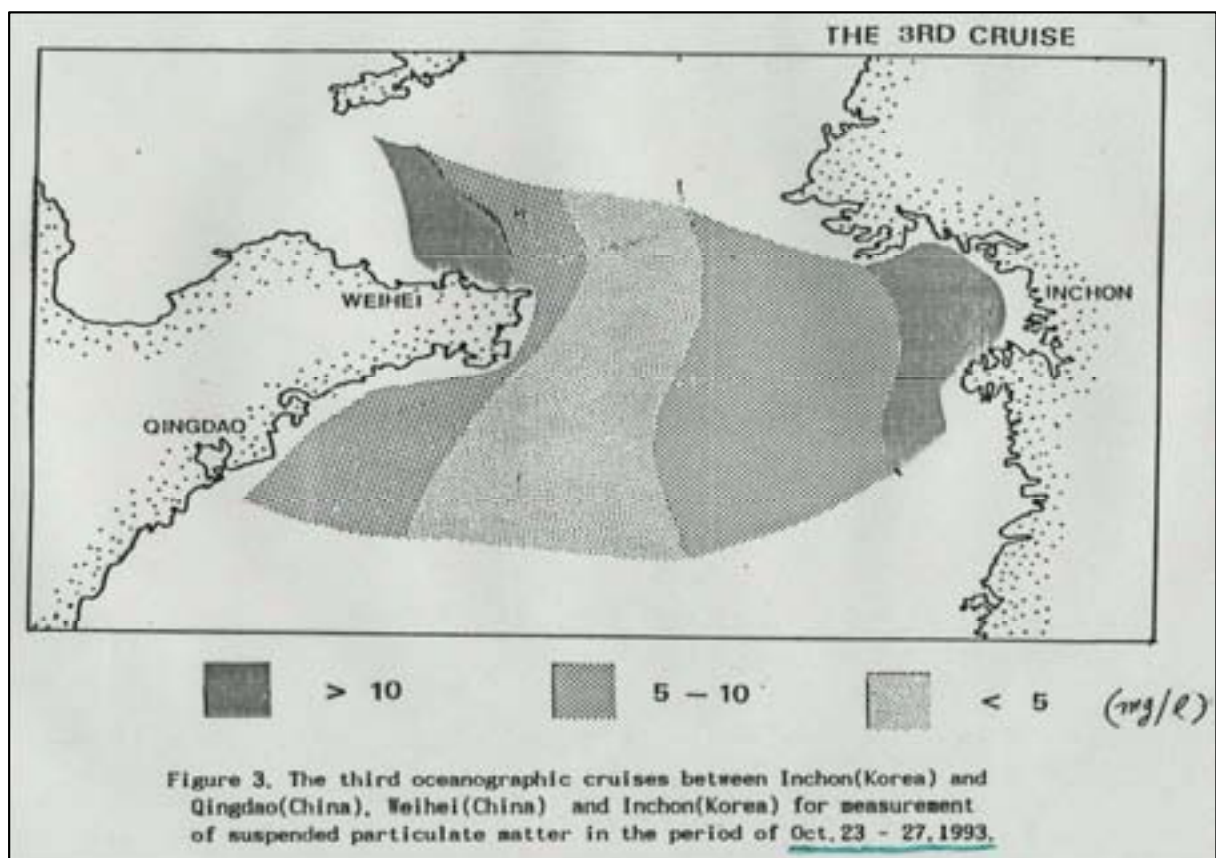 THE 3RD CRUISE
WEIHEI
INCHON
QINGDAO
> 10
5 – 10
< 5
(mg/l)
Figure 3. The third oceanographic cruises between Inchon(Korea) and
Qingdao(China), Weihei(China) and Inchon(Korea) for measurement
of suspended particulate matter in the period of Oct. 23 - 27, 1993.